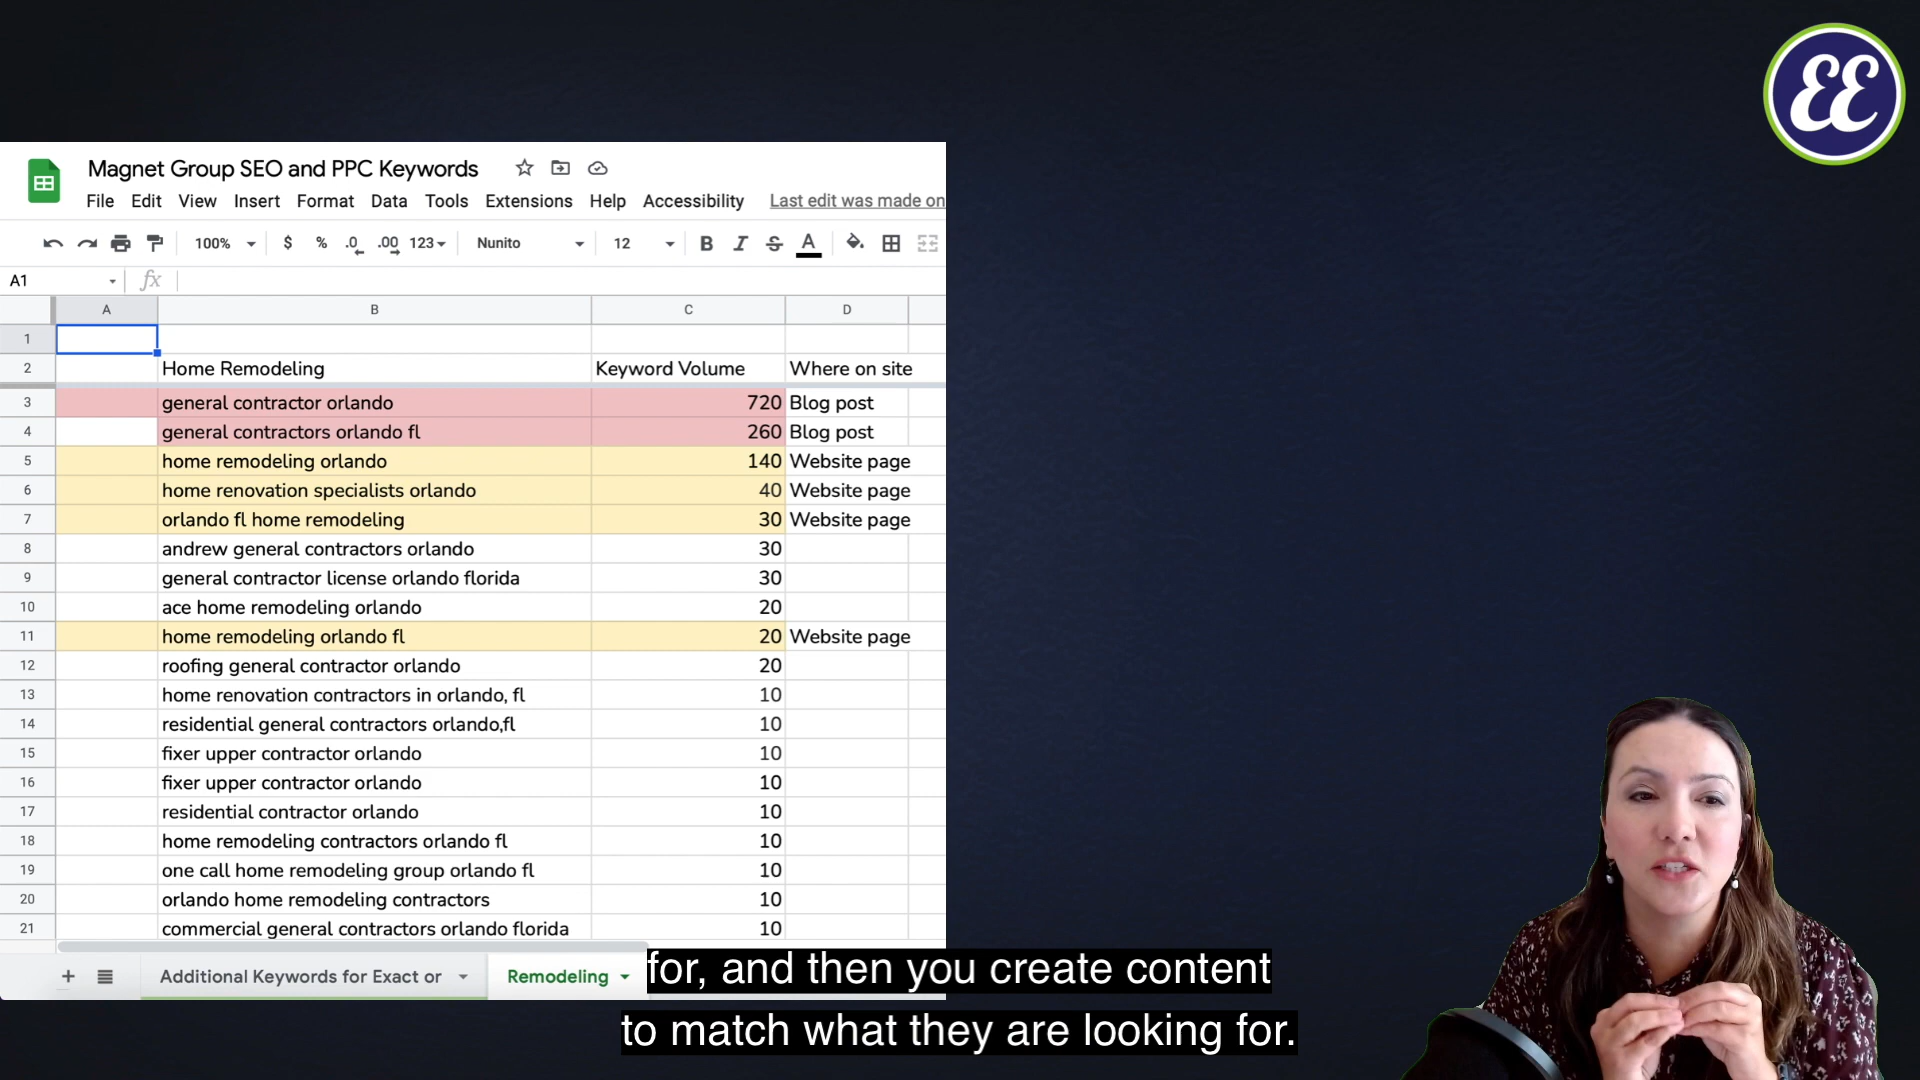 EE
Magnet Group SEO and PPC Keywords
File Edit View Insert Format Data Tools Extensions Help Accessibility Last edit was made on
100% $ % .0 .00 123 Nunito 12 B I S A
A1 fx
A B C D
1
2 Home Remodeling Keyword Volume Where on site
3 general contractor orlando 720 Blog post
4 general contractors orlando fl 260 Blog post
5 home remodeling orlando 140 Website page
6 home renovation specialists orlando 40 Website page
7 orlando fl home remodeling 30 Website page
8 andrew general contractors orlando 30
9 general contractor license orlando florida 30
10 ace home remodeling orlando 20
11 home remodeling orlando fl 20 Website page
12 roofing general contractor orlando 20
13 home renovation contractors in orlando, fl 10
14 residential general contractors orlando,fl 10
15 fixer upper contractor orlando 10
16 fixer upper contractor orlando 10
17 residential contractor orlando 10
18 home remodeling contractors orlando fl 10
19 one call home remodeling group orlando fl 10
20 orlando home remodeling contractors 10
21 commercial general contractors orlando florida 10
+ Additional Keywords for Exact or Remodeling
for, and then you create content
to match what they are looking for.